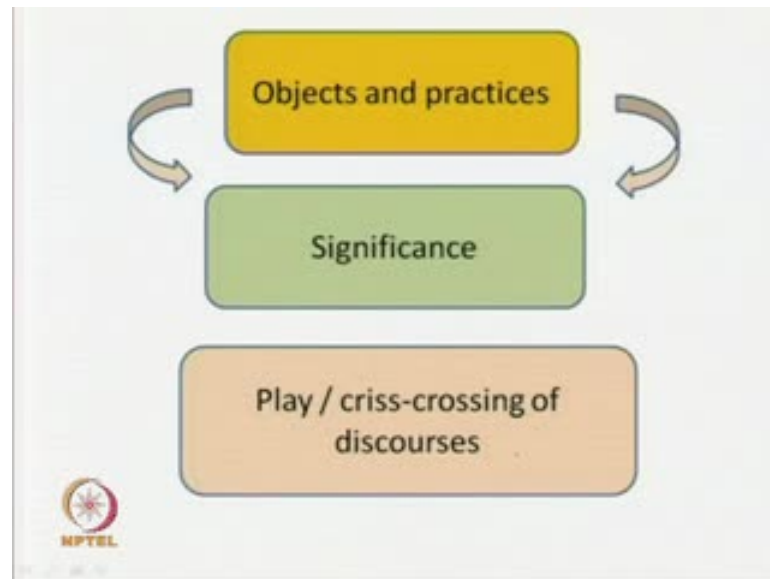 Objects and practices
Significance
Play / criss-crossing of
discourses
NPTEL